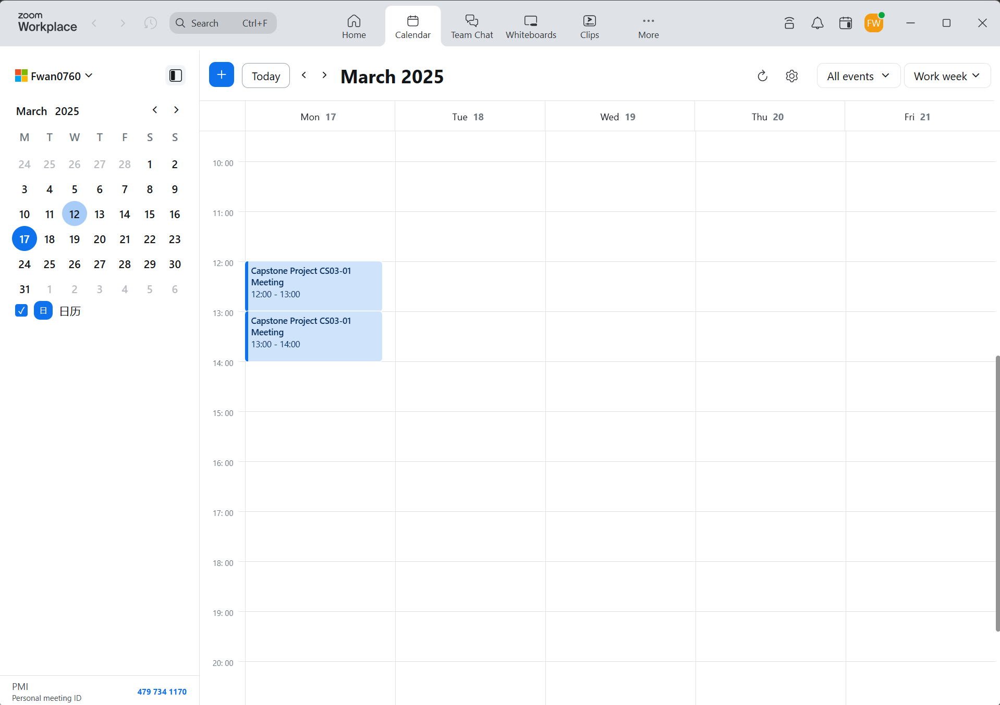 zoom
Workplace
Search Ctrl+F
Home
Calendar
Team Chat
Whiteboards
Clips
More
FW
Fwan0760
March 2025
M T W T F S S
24 25 26 27 28 1 2
3 4 5 6 7 8 9
10 11 12 13 14 15 16
17 18 19 20 21 22 23
24 25 26 27 28 29 30
31 1 2 3 4 5 6
日 日历
PMI
Personal meeting ID
479 734 1170
+ Today March 2025
All events
Work week
Mon 17
Tue 18
Wed 19
Thu 20
Fri 21
10:00
11:00
12:00
Capstone Project CS03-01
Meeting
12:00 - 13:00
13:00
Capstone Project CS03-01
Meeting
13:00 - 14:00
14:00
15:00
16:00
17:00
18:00
19:00
20:00